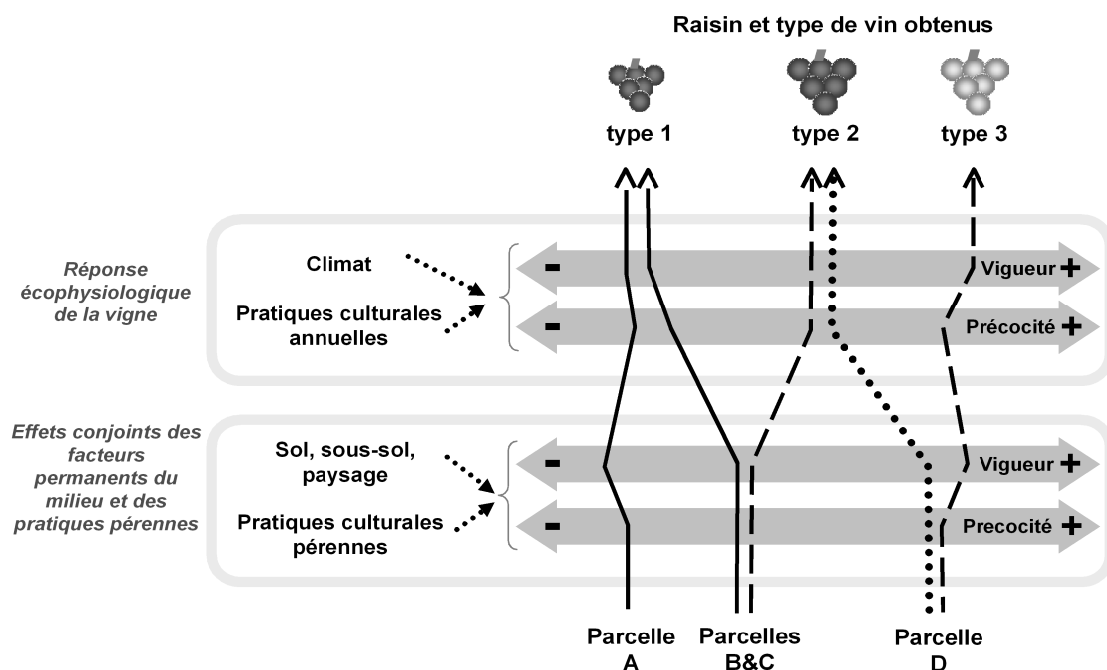 Raisin et type de vin obtenus
type 1
type 2
type 3
Réponse
écophysiologique
de la vigne
Climat
Pratiques culturales
annuelles
- Vigueur +
- Précocité +
Effets conjoints des
facteurs
permanents du
milieu et des
pratiques pérennes
Sol, sous-sol,
paysage
Pratiques culturales
pérennes
- Vigueur +
- Precocité +
Parcelle
A
Parcelles
B&C
Parcelle
D